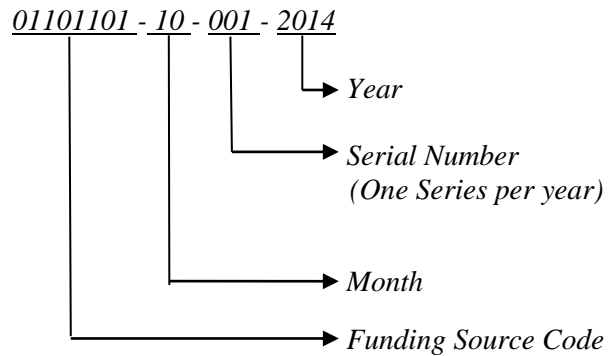 01101101 - 10 - 001 - 2014
Year
Serial Number
(One Series per year)
Month
Funding Source Code